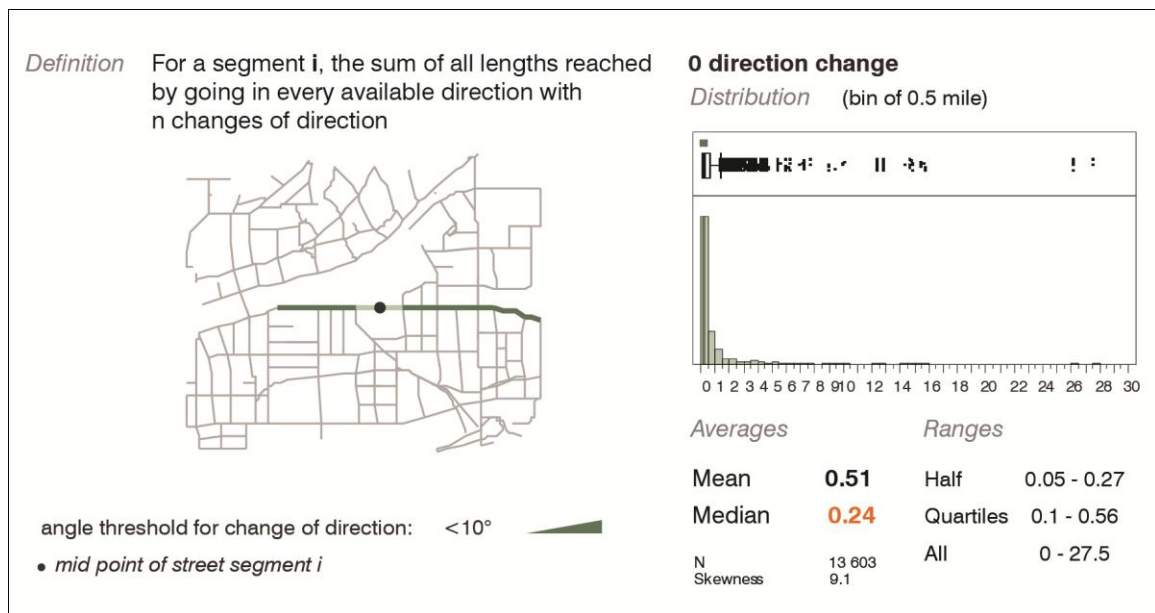 Definition
For a segment i, the sum of all lengths reached
by going in every available direction with
n changes of direction
angle threshold for change of direction: <10°
• mid point of street segment i
0 direction change
Distribution (bin of 0.5 mile)
0 1 2 3 4 5 6 7 8 9 10 12 14 16 18 20 22 24 26 28 30
Averages
Mean 0.51
Median 0.24
N 13 603
Skewness 9.1
Ranges
Half 0.05 - 0.27
Quartiles 0.1 - 0.56
All 0 - 27.5